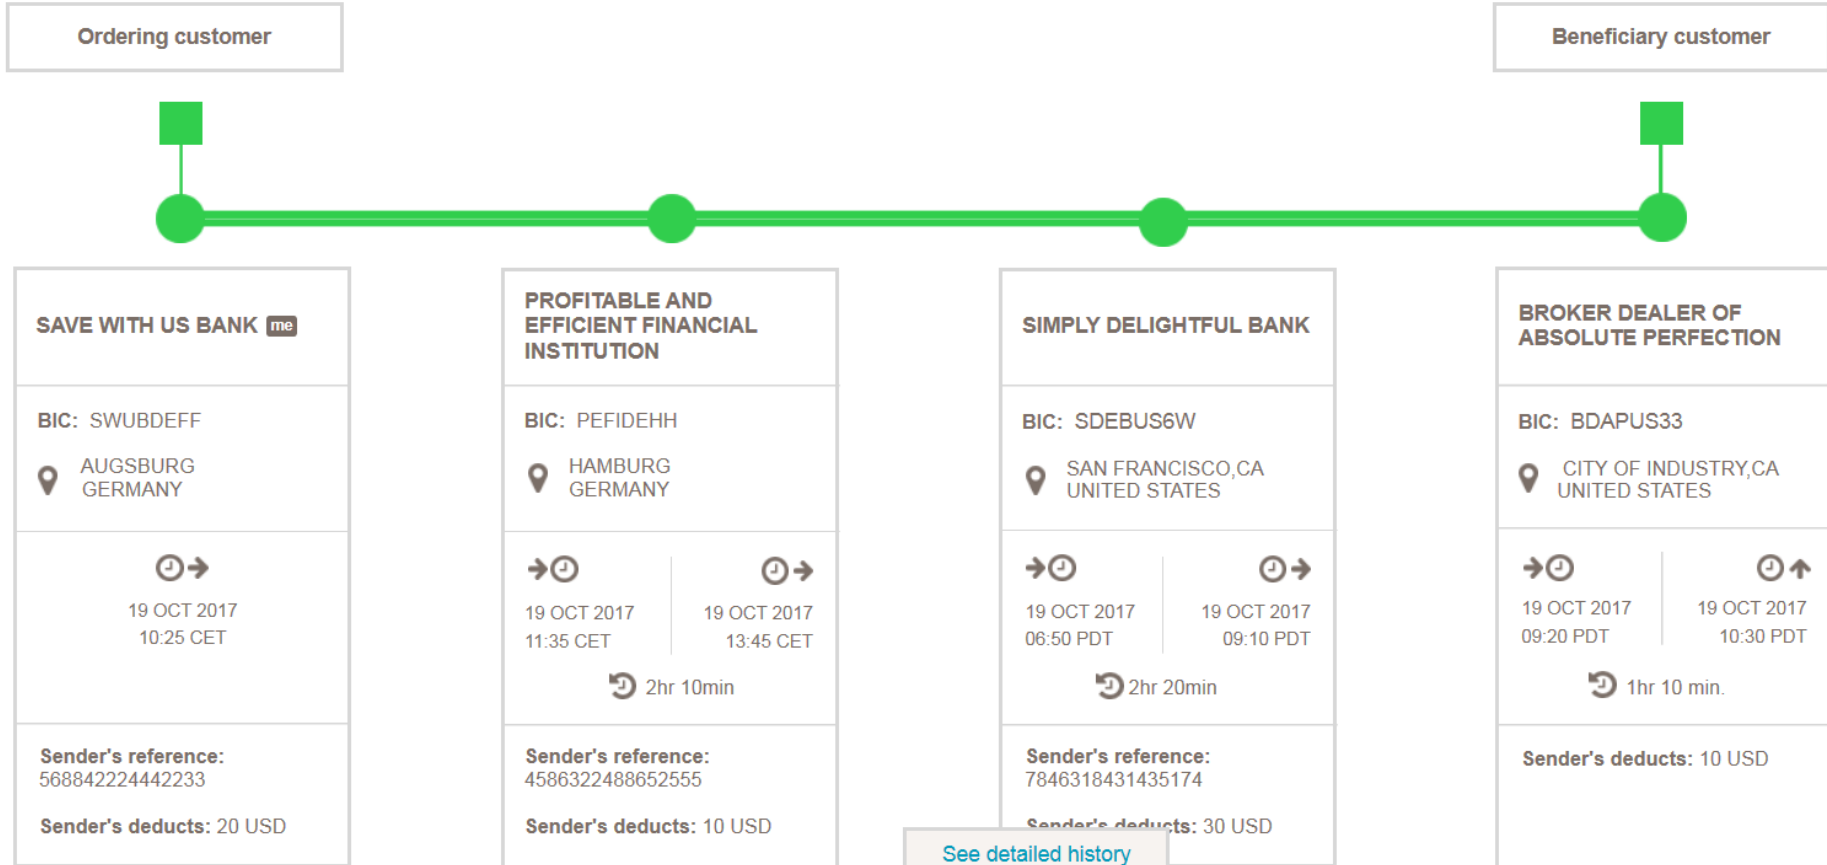 Ordering customer
Beneficiary customer
SAVE WITH US BANK me
BIC: SWUBDEFF
AUGSBURG
GERMANY
19 OCT 2017
10:25 CET
Sender's reference:
568842224442233
Sender's deducts: 20 USD
PROFITABLE AND
EFFICIENT FINANCIAL
INSTITUTION
BIC: PEFIDEHH
HAMBURG
GERMANY
19 OCT 2017
11:35 CET
19 OCT 2017
13:45 CET
2hr 10min
Sender's reference:
4586322488652555
Sender's deducts: 10 USD
SIMPLY DELIGHTFUL BANK
BIC: SDEBUS6W
SAN FRANCISCO,CA
UNITED STATES
19 OCT 2017
06:50 PDT
19 OCT 2017
09:10 PDT
2hr 20min
Sender's reference:
7846318431435174
Sender's deducts: 30 USD
See detailed history
BROKER DEALER OF
ABSOLUTE PERFECTION
BIC: BDAPUS33
CITY OF INDUSTRY,CA
UNITED STATES
19 OCT 2017
09:20 PDT
19 OCT 2017
10:30 PDT
1hr 10 min.
Sender's deducts: 10 USD